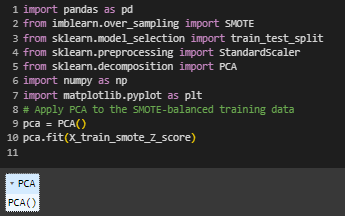 1 import pandas as pd
2 from imblearn.over_sampling import SMOTE
3 from sklearn.model_selection import train_test_split
4 from sklearn.preprocessing import StandardScaler
5 from sklearn.decomposition import PCA
6 import numpy as np
7 import matplotlib.pyplot as plt
8 # Apply PCA to the SMOTE-balanced training data
9 pca = PCA()
10 pca.fit(X_train_smote_Z_score)
11
PCA
PCA()